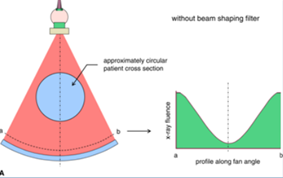 without beam shaping filter
approximately circular
patient cross section
x-ray fluence
a
b
a
b
profile along fan angle
A